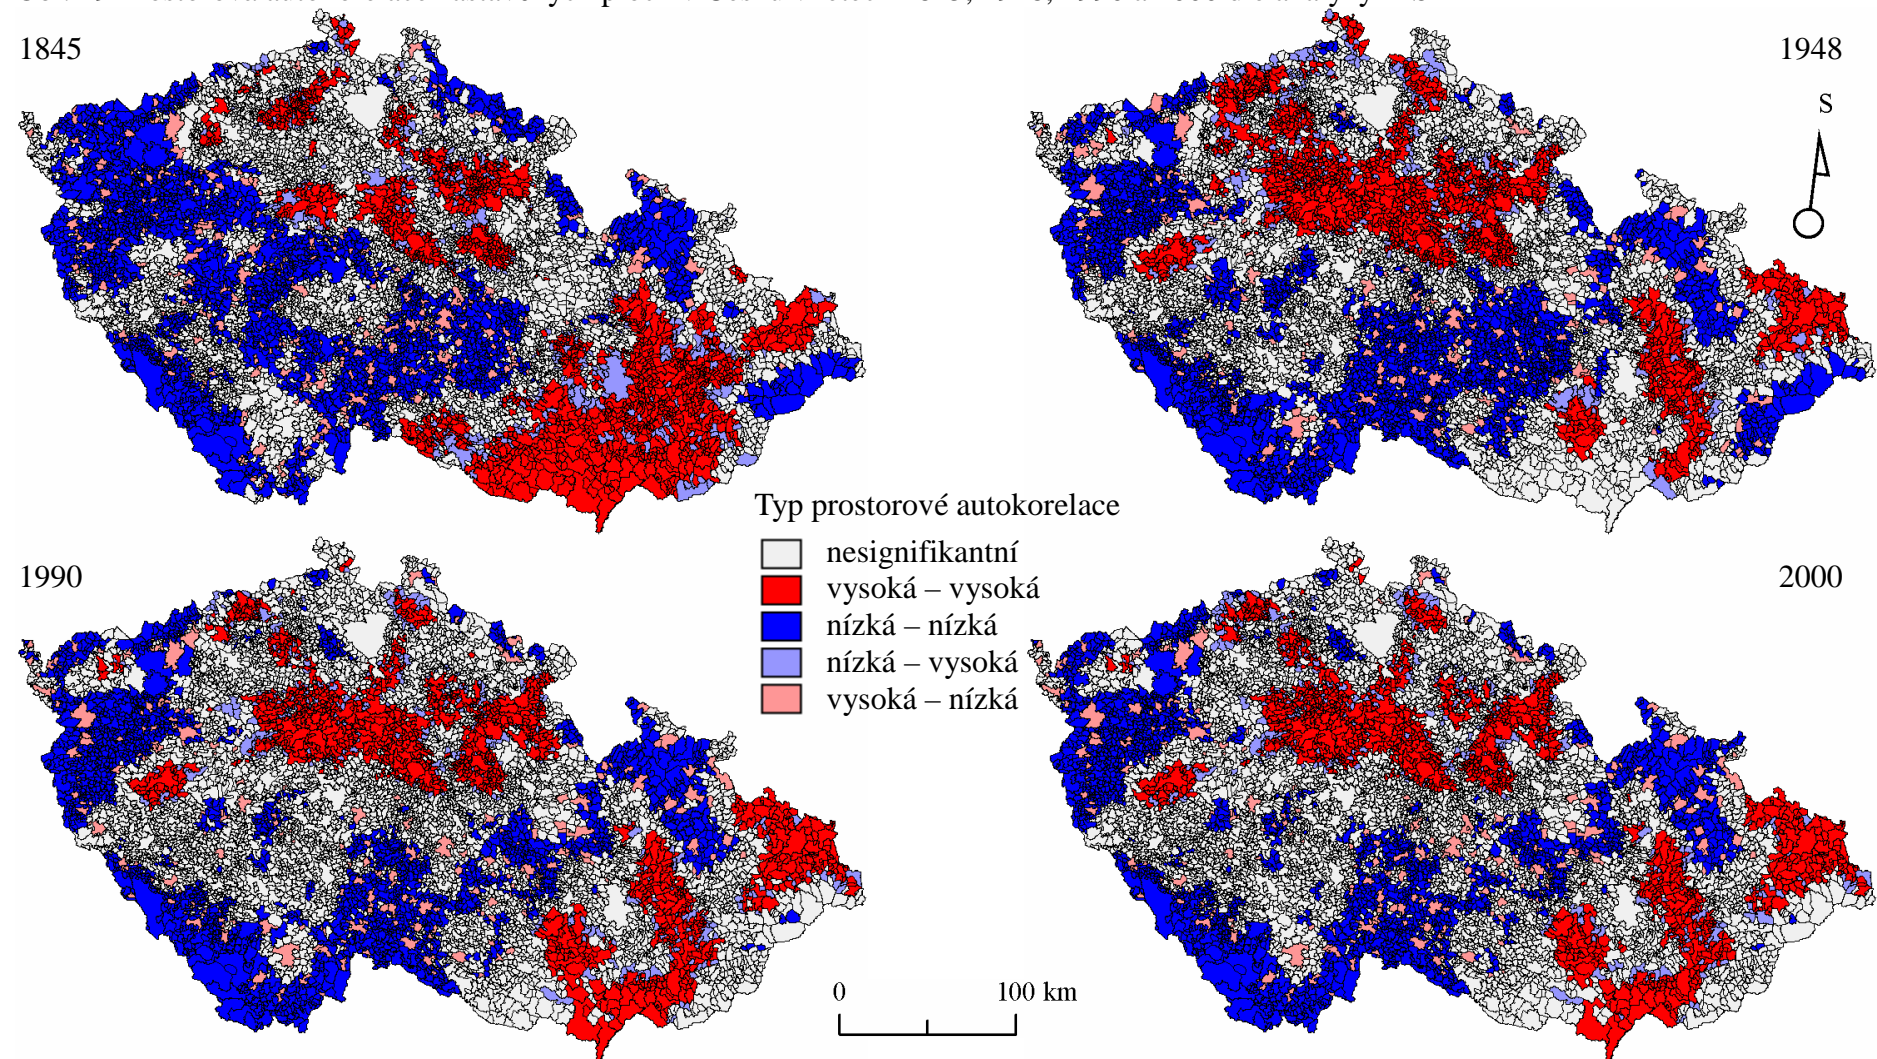 1845
1948
S
Typ prostorové autokorelace
nesignifikantní
vysoká – vysoká
nízká – nízká
nízká – vysoká
vysoká – nízká
1990
2000
0 100 km